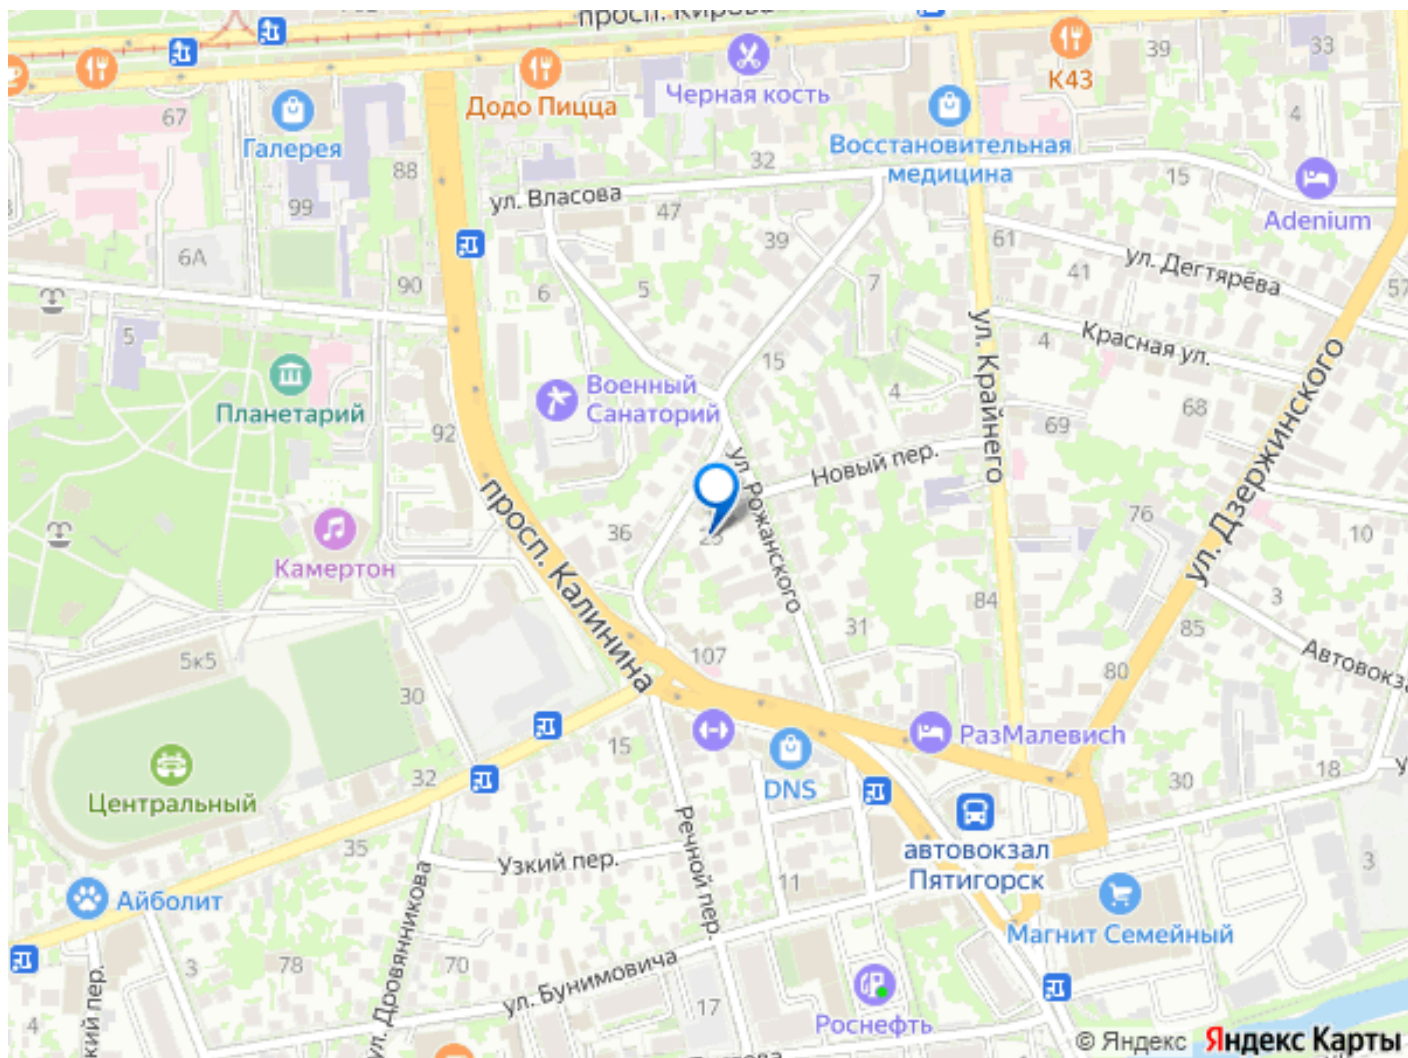 просп. Кирова
39
33
К43
Додо Пицца
Черная кость
67
4
Галерея
Восстановительная
медицина
32
88
15
ул. Власова
99
47
Adenium
39
61
6А
ул. Дегтярёва
41
90
6
5
7
57
5
ул. Крайнего
4
Красная ул.
15
Военный
Санаторий
4
Планетарий
68
92
69
ул. Дзержинского
Новый пер.
ул. Рожанского
просп. Калинина
76
36
23
10
Камертон
84
3
31
85
5к5
107
Автовокза
80
30
РазМалевисh
15
18
32
30
DNS
Центральный
Речной пер.
35
автовокзал
Пятигорск
Узкий пер.
3
11
Айболит
ул. Дровянникова
Магнит Семейный
3
78
70
ул. Бунимовича
17
4
кий пер.
Роснефть
© Яндекс Яндекс Карты